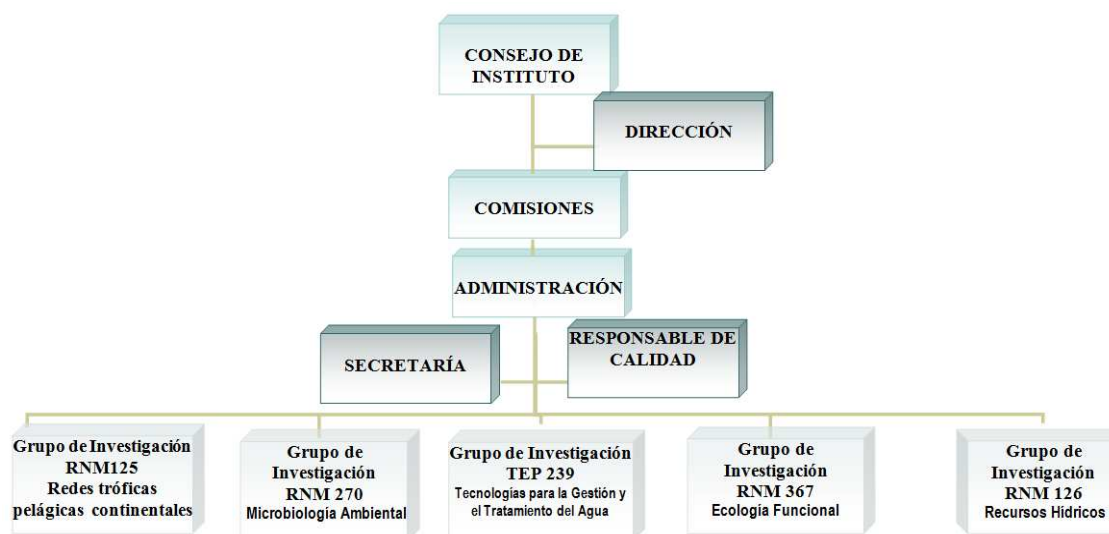 CONSEJO DE
INSTITUTO
DIRECCIÓN
COMISIONES
ADMINISTRACIÓN
SECRETARÍA
RESPONSABLE DE
CALIDAD
Grupo de Investigación
RNM125
Redes tróficas
pelágicas continentales
Grupo de
Investigación
RNM 270
Microbiología Ambiental
Grupo de Investigación
TEP 239
Tecnologías para la Gestión y
el Tratamiento del Agua
Grupo de
Investigación
RNM 367
Ecología Funcional
Grupo de
Investigación
RNM 126
Recursos Hídricos